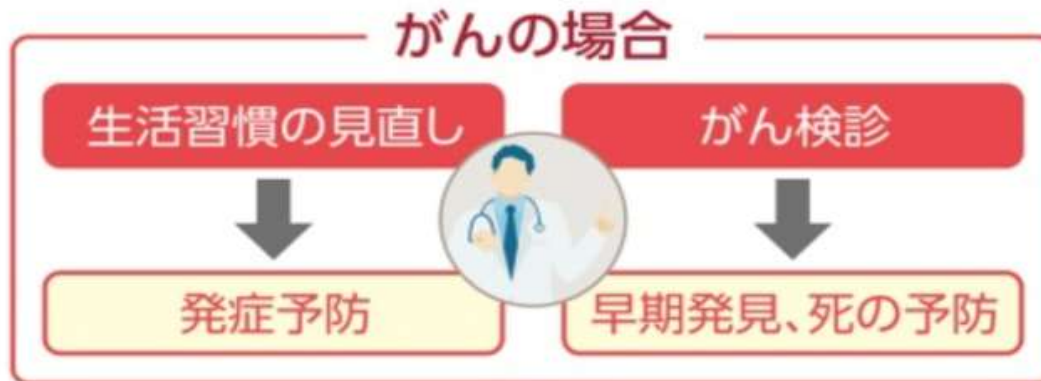 がんの場合
生活習慣の見直し
がん検診
発症予防
早期発見、死の予防